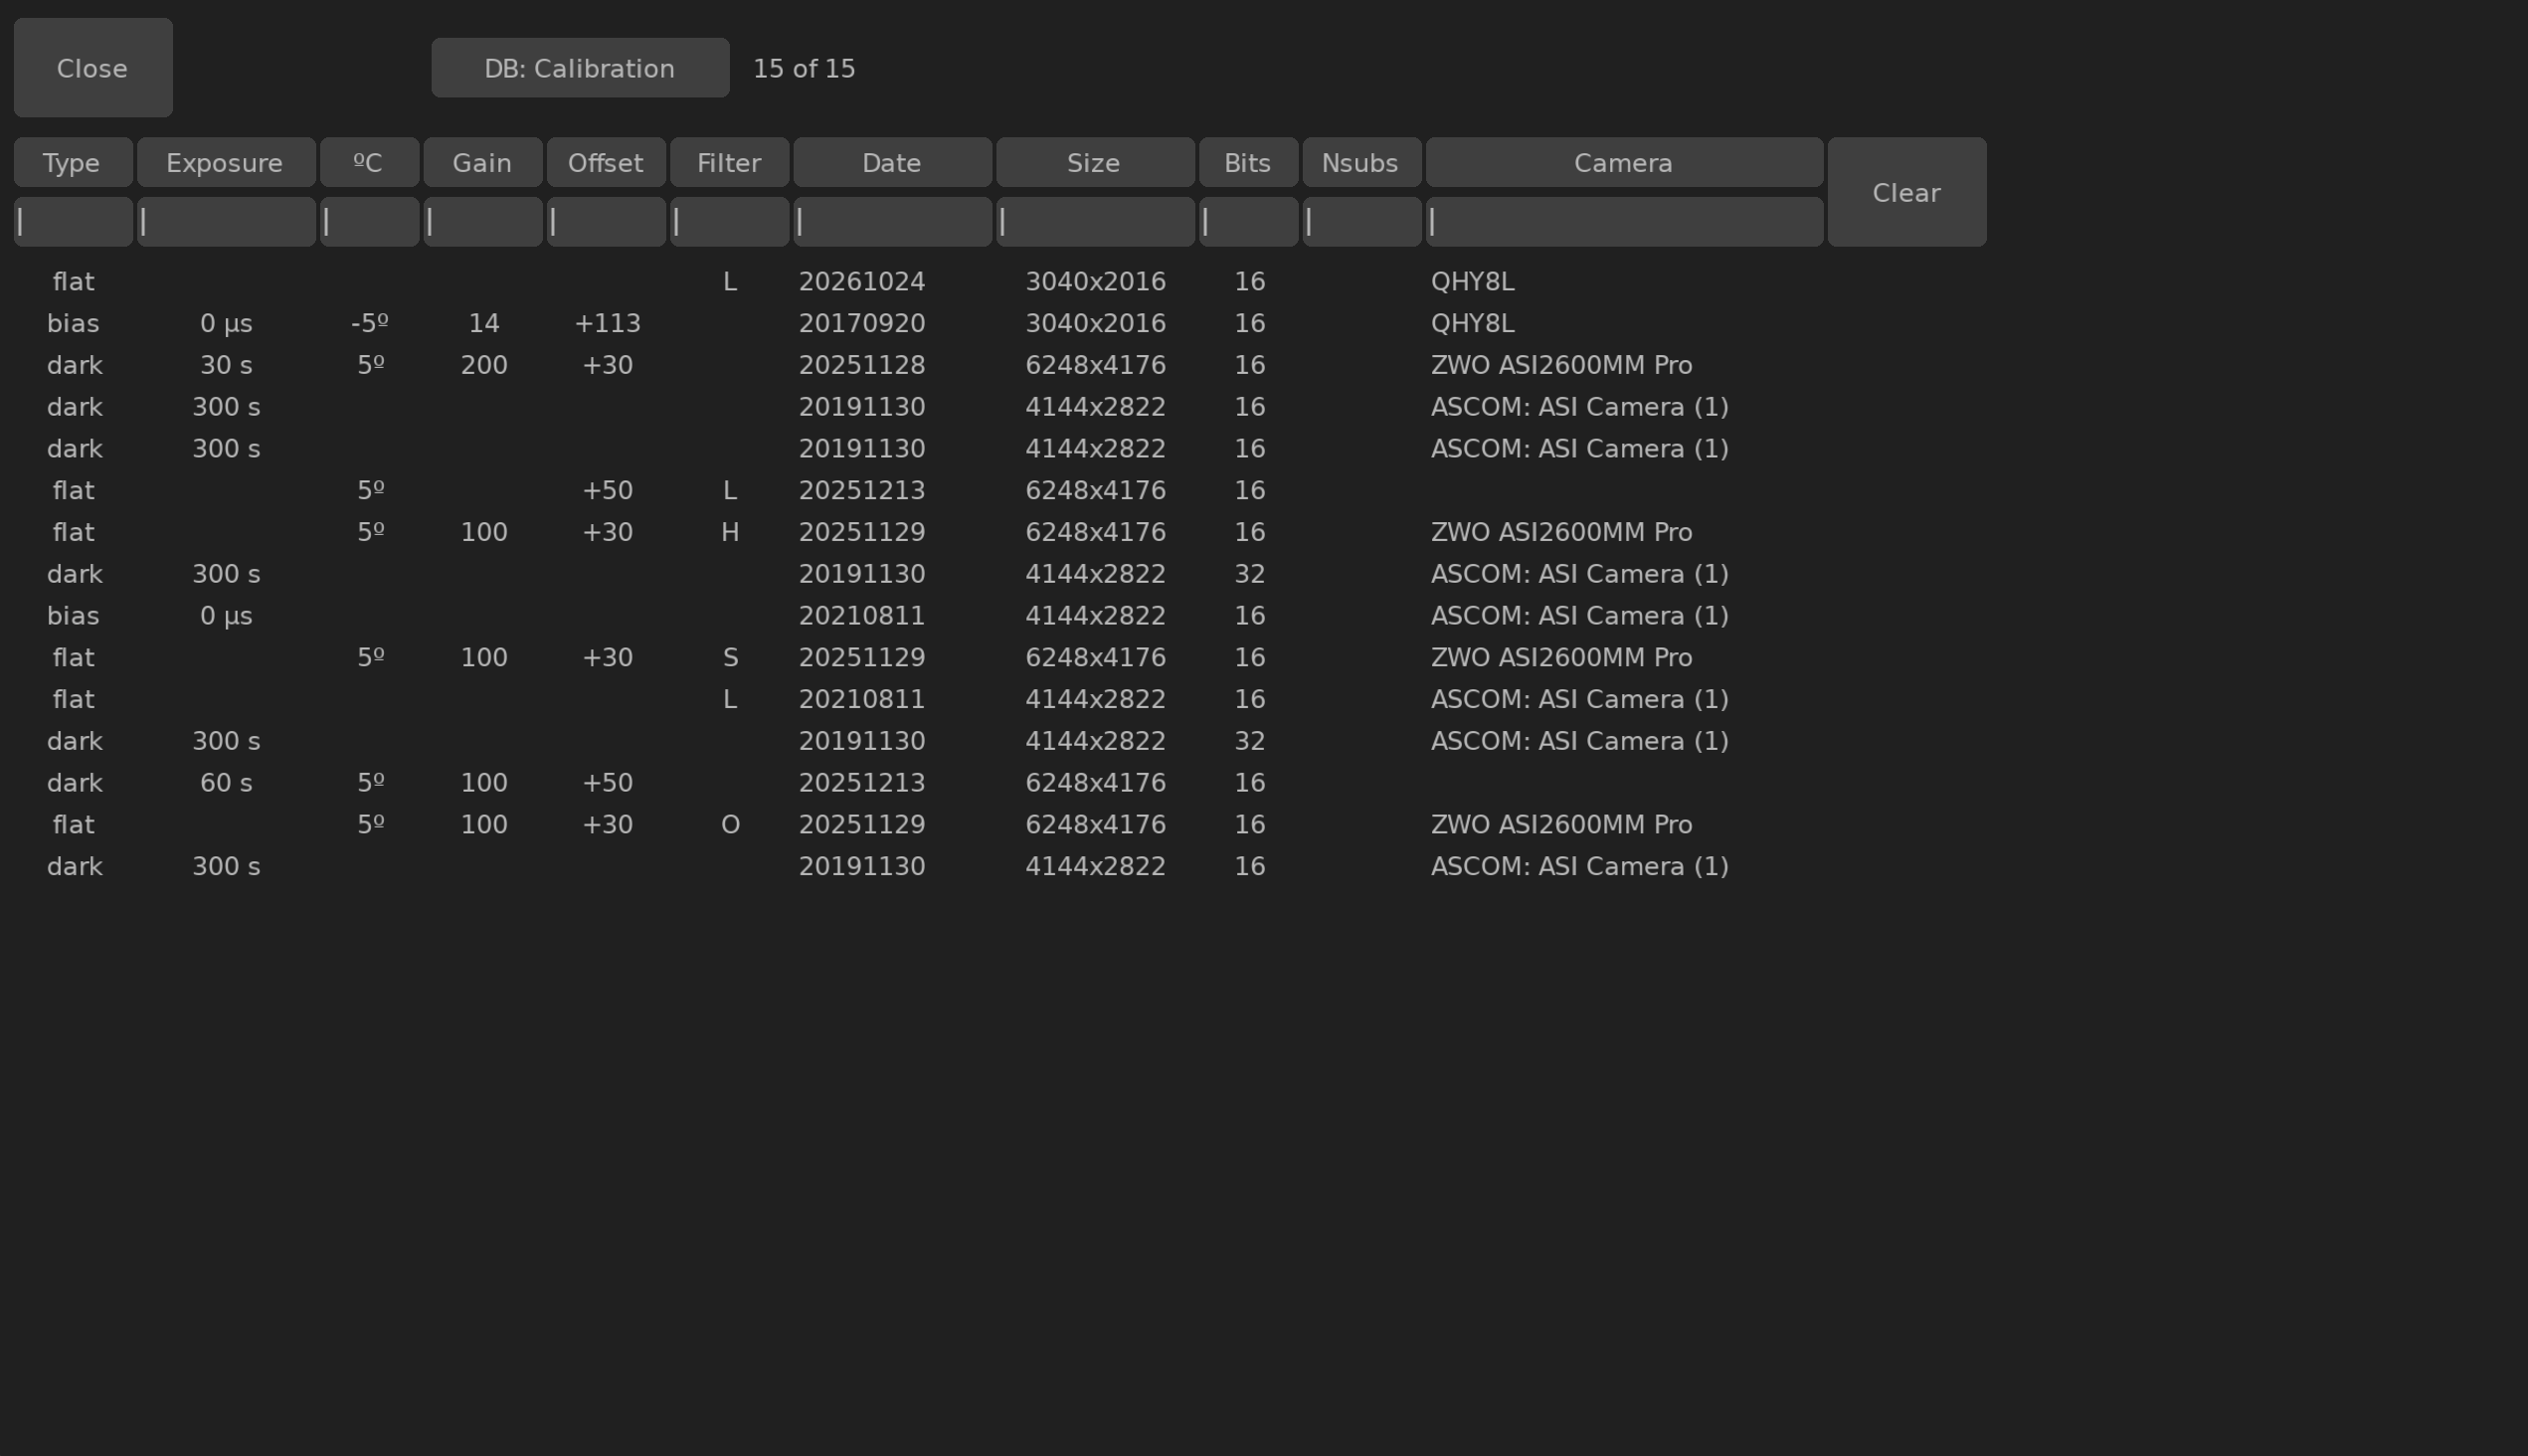 Close DB: Calibration 15 of 15
Type Exposure ºC Gain Offset Filter Date Size Bits Nsubs Camera Clear
flat L 20261024 3040x2016 16 QHY8L
bias 0 µs -5º 14 +113 20170920 3040x2016 16 QHY8L
dark 30 s 5º 200 +30 20251128 6248x4176 16 ZWO ASI2600MM Pro
dark 300 s 20191130 4144x2822 16 ASCOM: ASI Camera (1)
dark 300 s 20191130 4144x2822 16 ASCOM: ASI Camera (1)
flat 5º +50 L 20251213 6248x4176 16
flat 5º 100 +30 H 20251129 6248x4176 16 ZWO ASI2600MM Pro
dark 300 s 20191130 4144x2822 32 ASCOM: ASI Camera (1)
bias 0 µs 20210811 4144x2822 16 ASCOM: ASI Camera (1)
flat 5º 100 +30 S 20251129 6248x4176 16 ZWO ASI2600MM Pro
flat L 20210811 4144x2822 16 ASCOM: ASI Camera (1)
dark 300 s 20191130 4144x2822 32 ASCOM: ASI Camera (1)
dark 60 s 5º 100 +50 20251213 6248x4176 16
flat 5º 100 +30 O 20251129 6248x4176 16 ZWO ASI2600MM Pro
dark 300 s 20191130 4144x2822 16 ASCOM: ASI Camera (1)